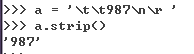 >>> a = '\t\t987\n\r '
>>> a.strip()
'987'